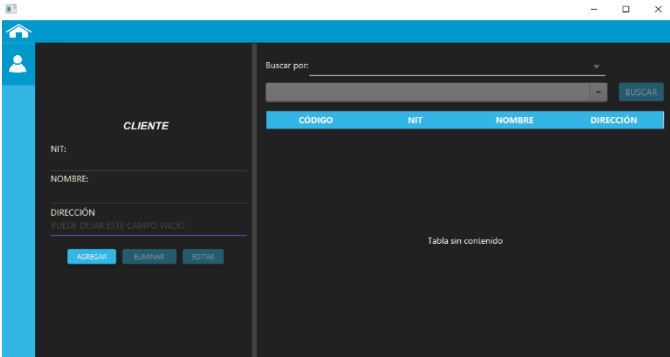 CLIENTE
NIT:
NOMBRE:
DIRECCIÓN
PUEDE DEJAR ESTE CAMPO VACÍO
AGREGAR ELIMINAR EDITAR
Buscar por:
BUSCAR
CÓDIGO NIT NOMBRE DIRECCIÓN
Tabla sin contenido